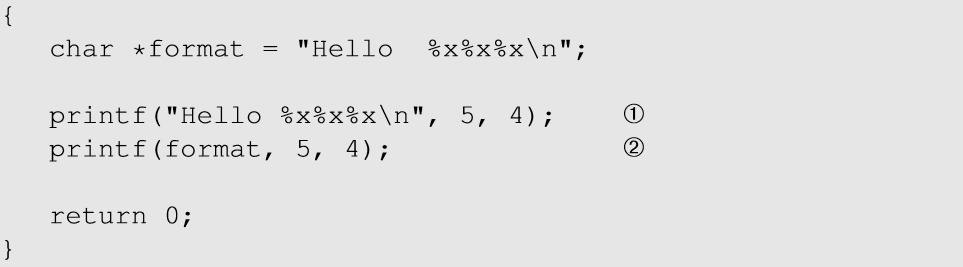 {
    char *format = "Hello  %x%x%x\n";
    printf("Hello %x%x%x\n", 5, 4);    ①
    printf(format, 5, 4);              ②
    return 0;
}